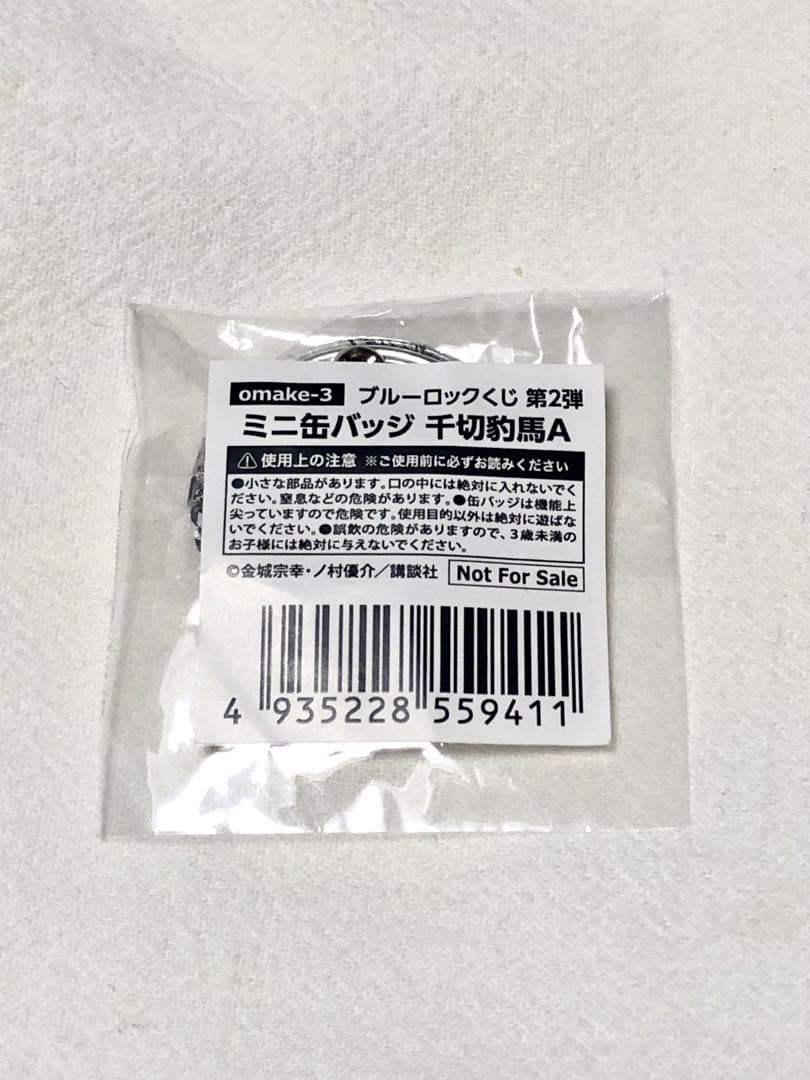 omake-3 ブルーロックくじ 第2弾
ミニ缶バッジ 千切豹馬A
⚠ 使用上の注意 ※ご使用前に必ずお読みください
●小さな部品があります。口の中には絶対に入れないでく
ださい。窒息などの危険があります。●缶バッジは機能上
尖っていますので危険です。使用目的以外は絶対に遊ばな
いでください。●誤飲の危険がありますので、3歳未満の
お子様には絶対に与えないでください。
©金城宗幸・ノ村優介／講談社 Not For Sale
4 935228 559411